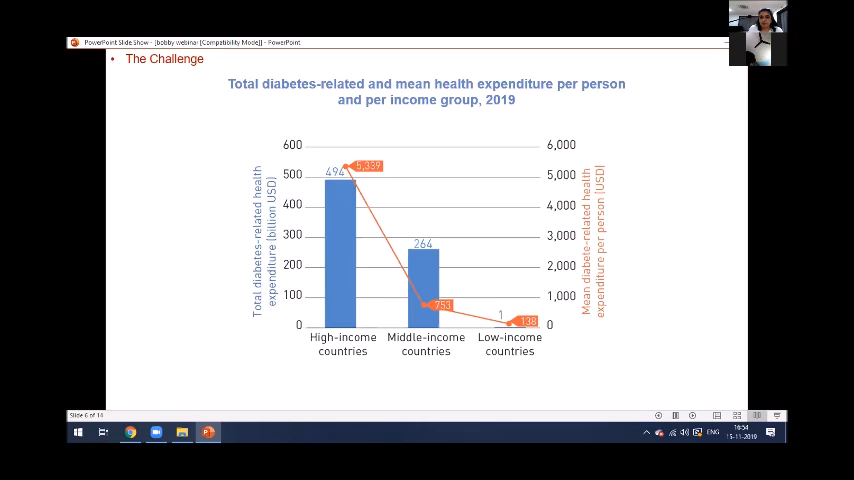 PowerPoint Slide Show - [bobby webinar [Compatibility Mode]] - PowerPoint
• The Challenge
Total diabetes-related and mean health expenditure per person
and per income group, 2019
Total diabetes-related health
expenditure (billion USD)
600
500
400
300
200
100
0
494
5,339
264
753
1
138
6,000
5,000
4,000
3,000
2,000
1,000
0
Mean diabete-related health
expenditure per person (USD)
High-income
countries
Middle-income
countries
Low-income
countries
Slide 6 of 14
ENG
16:54
15-11-2019